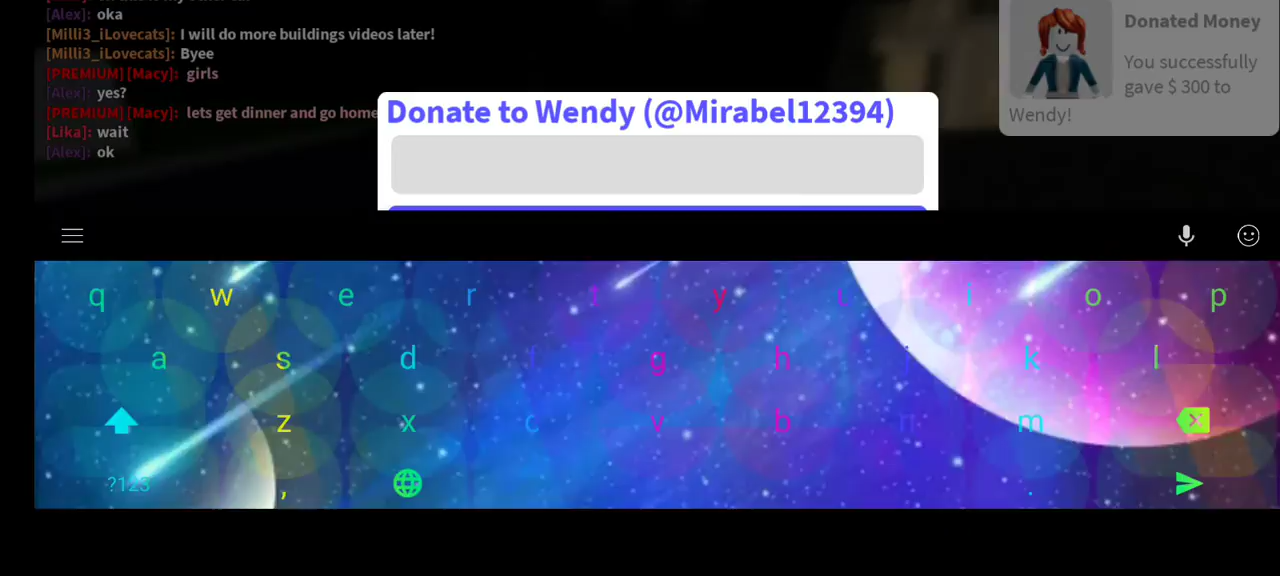 [Alex]: oka
[Milli3_iLovecats]: I will do more buildings videos later!
[Milli3_iLovecats]: Byee
[PREMIUM] [Macy]: girls
[Alex]: yes?
[PREMIUM] [Macy]: lets get dinner and go home
[Lika]: wait
[Alex]: ok
Donate to Wendy (@Mirabel12394)
Donated Money
You successfully
gave $ 300 to
Wendy!
q w e r t y u i o p
a s d f g h j k l
z x c v b n m
?123 , .